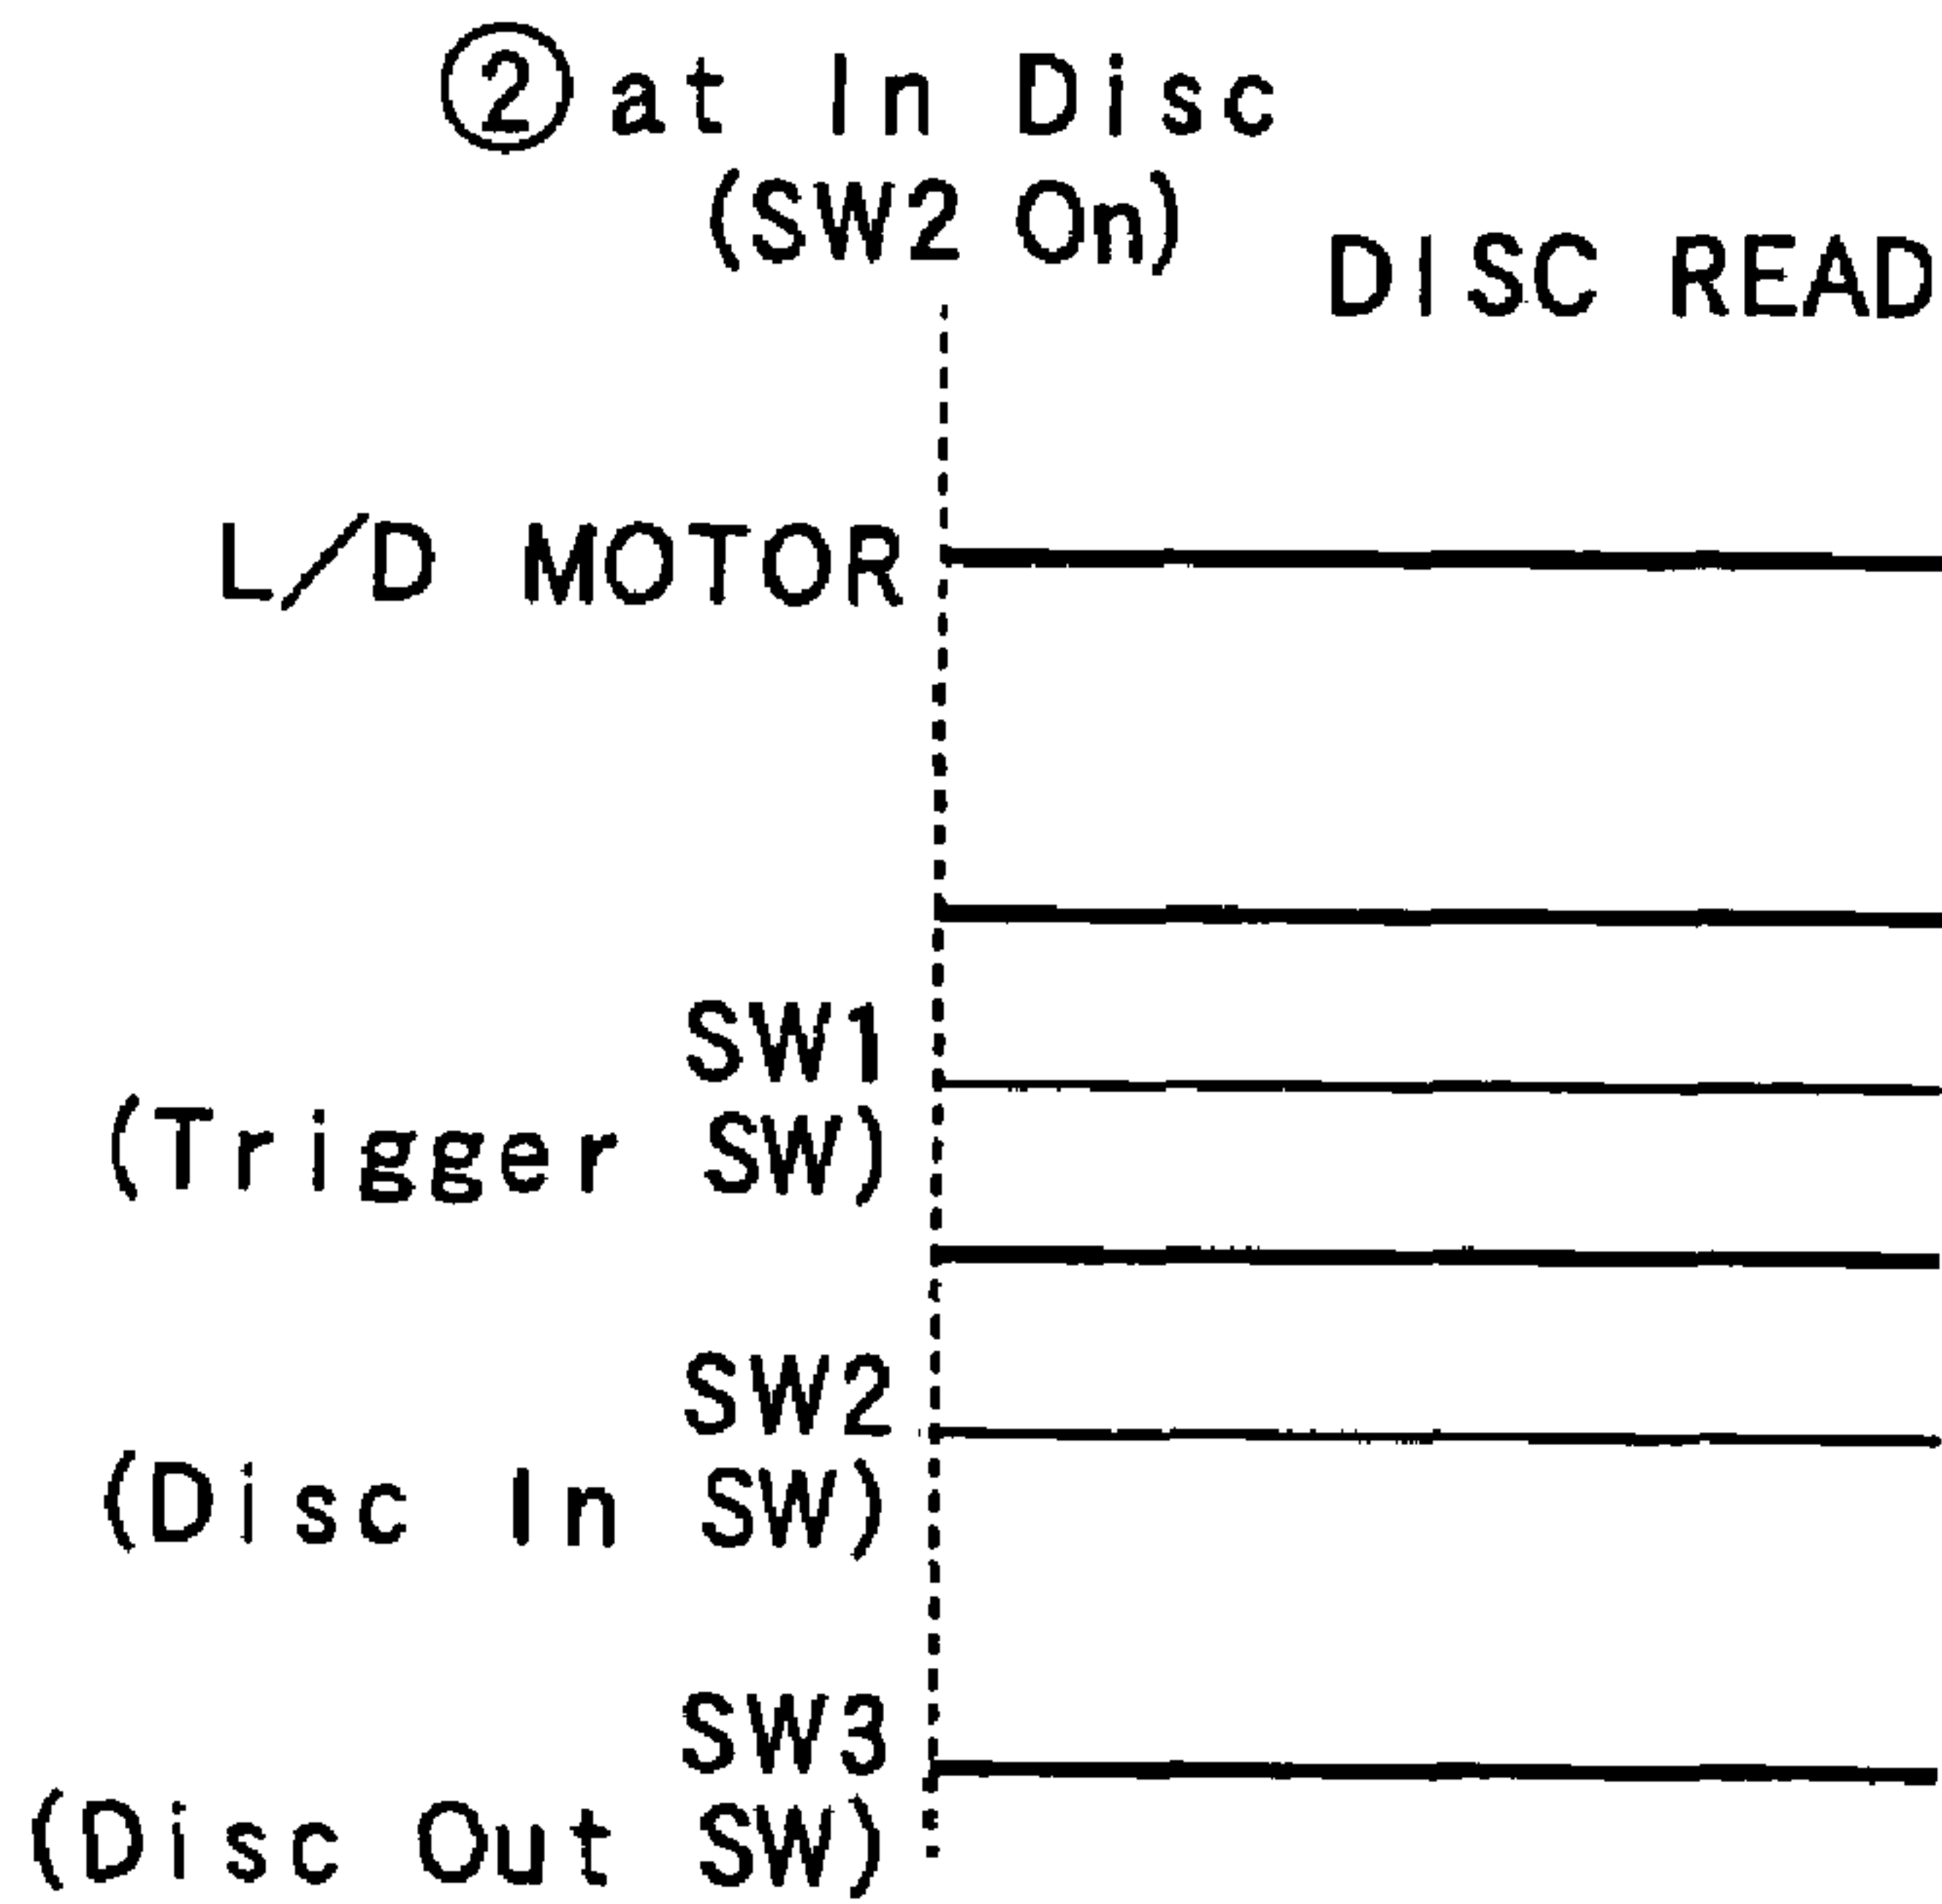 ②at In Disc
(SW2 On)
DISC READ
L/D MOTOR
SW1
(Trigger SW)
SW2
(Disc In SW)
SW3
(Disc Out SW)